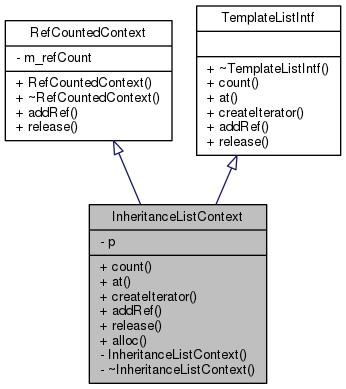 RefCountedContext
- m_refCount
+ RefCountedContext()
+ ~RefCountedContext()
+ addRef()
+ release()
TemplateListIntf
+ ~TemplateListIntf()
+ count()
+ at()
+ createIterator()
+ addRef()
+ release()
InheritanceListContext
- p
+ count()
+ at()
+ createIterator()
+ addRef()
+ release()
+ alloc()
- InheritanceListContext()
- ~InheritanceListContext()